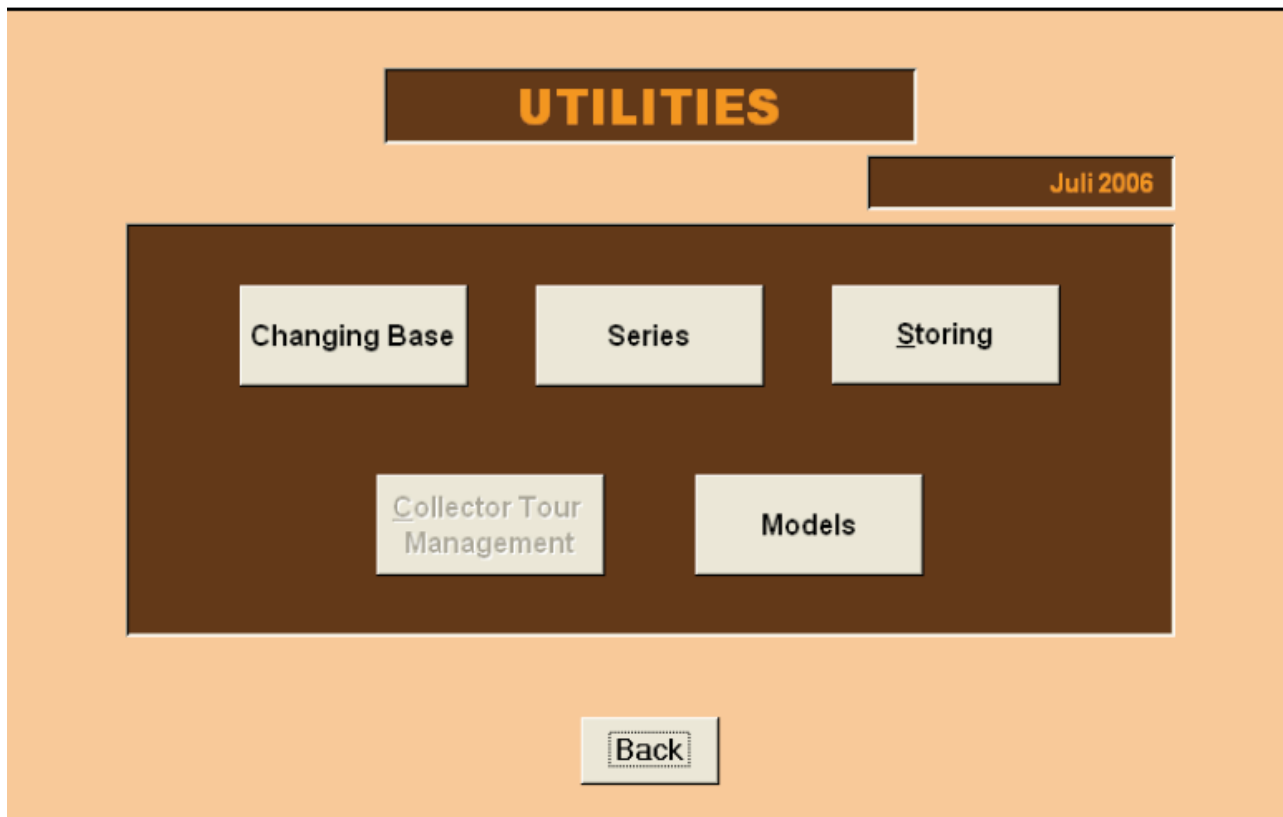 UTILITIES
Juli 2006
Changing Base
Series
Storing
Collector Tour
Management
Models
Back